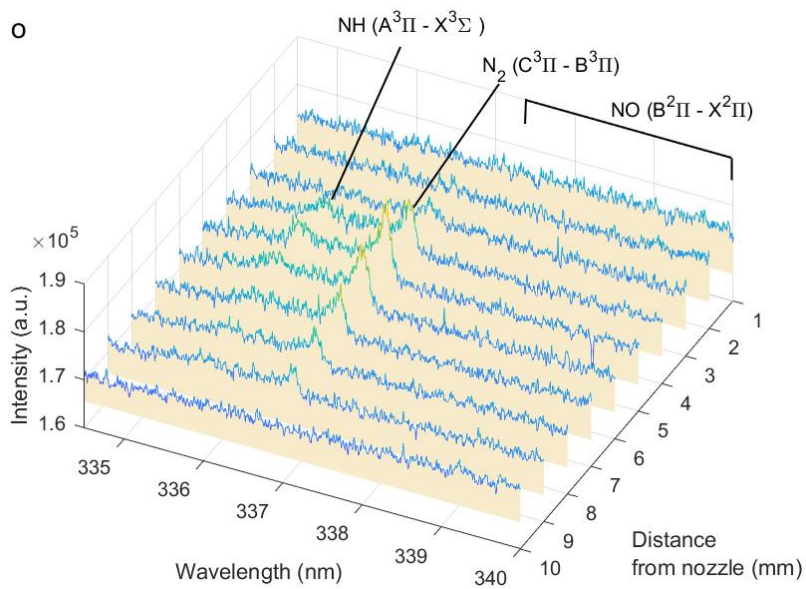 o
NH (A³Π - X³Σ )
N₂ (C³Π - B³Π)
NO (B²Π - X²Π)
×10⁵
1.9
1.8
1.7
1.6
Intensity (a.u.)
335
336
337
338
339
340
Wavelength (nm)
1
2
3
4
5
6
7
8
9
10
Distance
from nozzle (mm)